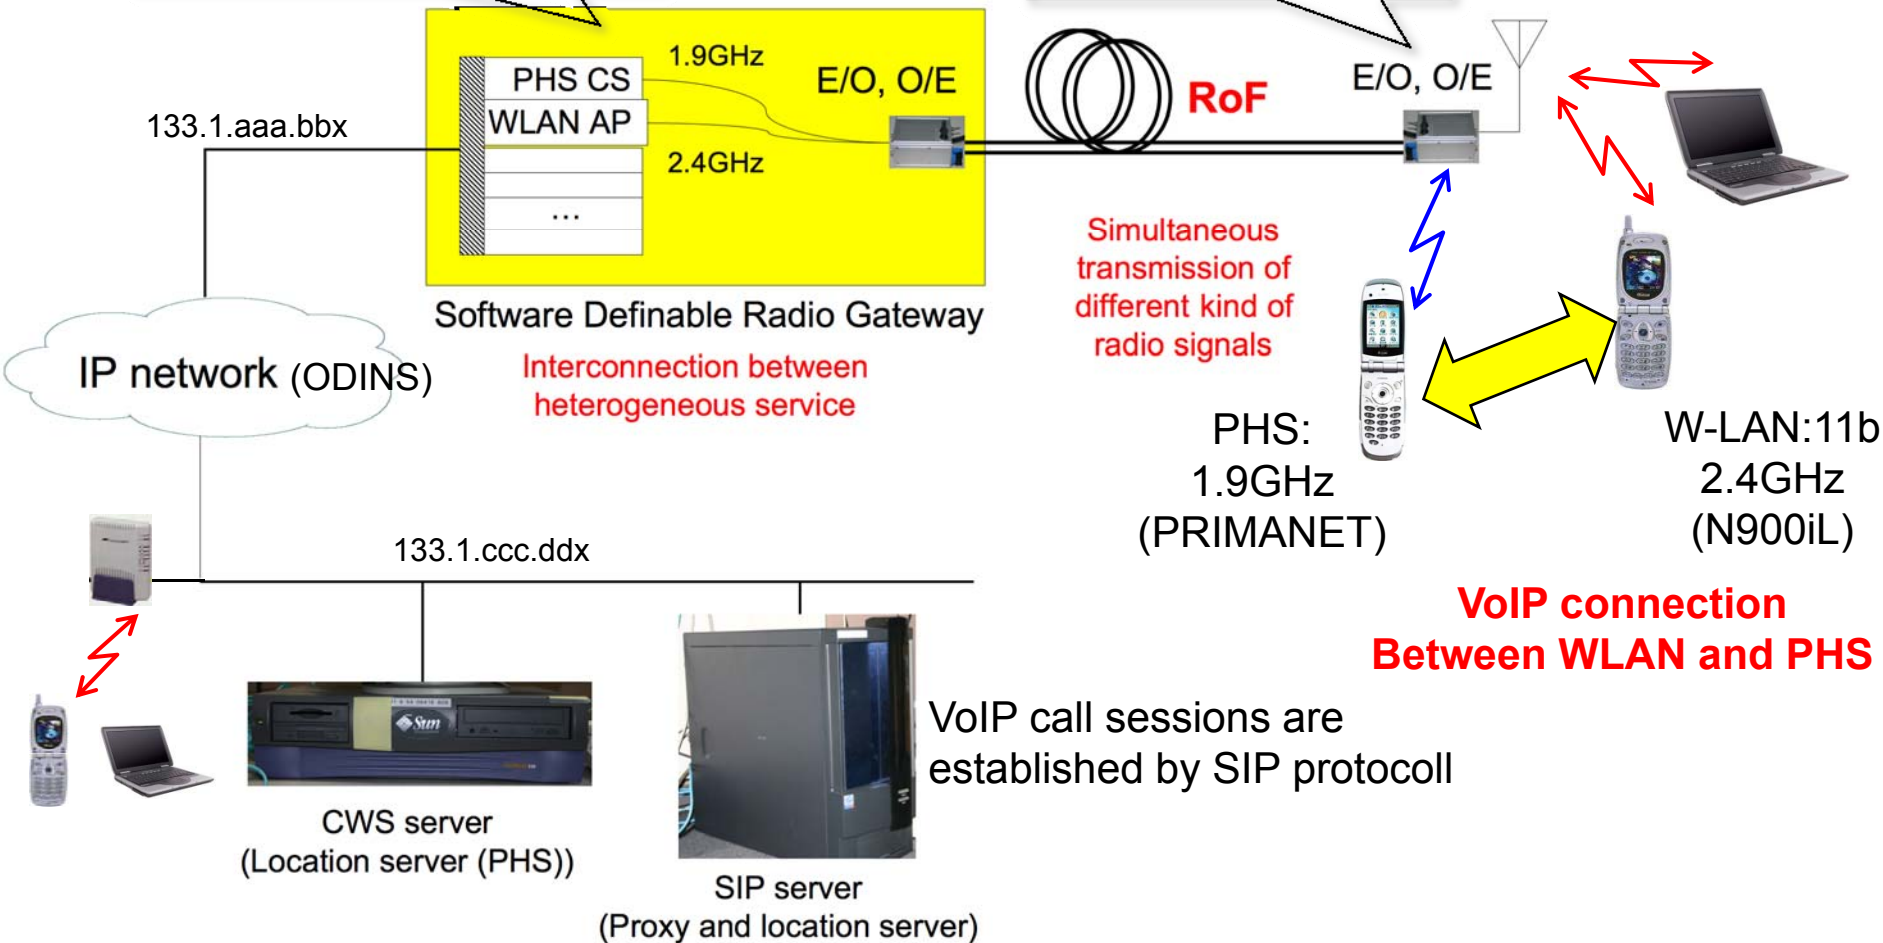 1.9GHz
PHS CS
WLAN AP
2.4GHz
...
E/O, O/E
RoF
E/O, O/E
133.1.aaa.bbx
Software Definable Radio Gateway
Interconnection between
heterogeneous service
Simultaneous
transmission of
different kind of
radio signals
IP network (ODINS)
PHS:
1.9GHz
(PRIMANET)
W-LAN:11b
2.4GHz
(N900iL)
VoIP connection
Between WLAN and PHS
133.1.ccc.ddx
Sun
CWS server
(Location server (PHS))
SIP server
(Proxy and location server)
VoIP call sessions are
established by SIP protocoll